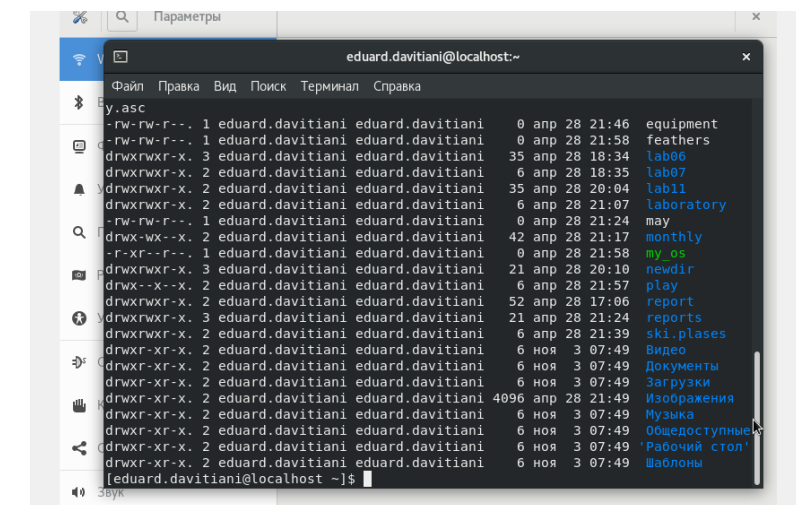 Параметры
eduard.davitiani@localhost:~
Файл Правка Вид Поиск Терминал Справка
y.asc
-rw-rw-r--. 1 eduard.davitiani eduard.davitiani 0 апр 28 21:46 equipment
-rw-rw-r--. 1 eduard.davitiani eduard.davitiani 0 апр 28 21:58 feathers
drwxrwxr-x. 3 eduard.davitiani eduard.davitiani 35 апр 28 18:34 lab06
drwxrwxr-x. 2 eduard.davitiani eduard.davitiani 6 апр 28 18:35 lab07
drwxrwxr-x. 2 eduard.davitiani eduard.davitiani 35 апр 28 20:04 lab11
drwxrwxr-x. 2 eduard.davitiani eduard.davitiani 6 апр 28 21:07 laboratory
-rw-rw-r--. 1 eduard.davitiani eduard.davitiani 0 апр 28 21:24 may
drwx-wx--x. 2 eduard.davitiani eduard.davitiani 42 апр 28 21:17 monthly
-r-xr--r--. 1 eduard.davitiani eduard.davitiani 0 апр 28 21:58 my_os
drwxrwxr-x. 3 eduard.davitiani eduard.davitiani 21 апр 28 20:10 newdir
drwx--x--x. 2 eduard.davitiani eduard.davitiani 6 апр 28 21:57 play
drwxrwxr-x. 2 eduard.davitiani eduard.davitiani 52 апр 28 17:06 report
drwxrwxr-x. 3 eduard.davitiani eduard.davitiani 21 апр 28 21:24 reports
drwxrwxr-x. 2 eduard.davitiani eduard.davitiani 6 апр 28 21:39 ski.plases
drwxr-xr-x. 2 eduard.davitiani eduard.davitiani 6 ноя 3 07:49 Видео
drwxr-xr-x. 2 eduard.davitiani eduard.davitiani 6 ноя 3 07:49 Документы
drwxr-xr-x. 2 eduard.davitiani eduard.davitiani 6 ноя 3 07:49 Загрузки
drwxr-xr-x. 2 eduard.davitiani eduard.davitiani 4096 апр 28 21:49 Изображения
drwxr-xr-x. 2 eduard.davitiani eduard.davitiani 6 ноя 3 07:49 Музыка
drwxr-xr-x. 2 eduard.davitiani eduard.davitiani 6 ноя 3 07:49 Общедоступные
drwxr-xr-x. 2 eduard.davitiani eduard.davitiani 6 ноя 3 07:49 'Рабочий стол'
drwxr-xr-x. 2 eduard.davitiani eduard.davitiani 6 ноя 3 07:49 Шаблоны
[eduard.davitiani@localhost ~]$
Звук